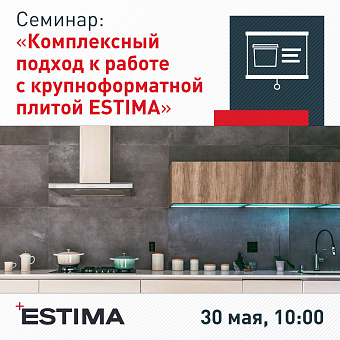 Семинар:
«Комплексный
подход к работе
с крупноформатной
плитой ESTIMA»
+ESTIMA
30 мая, 10:00